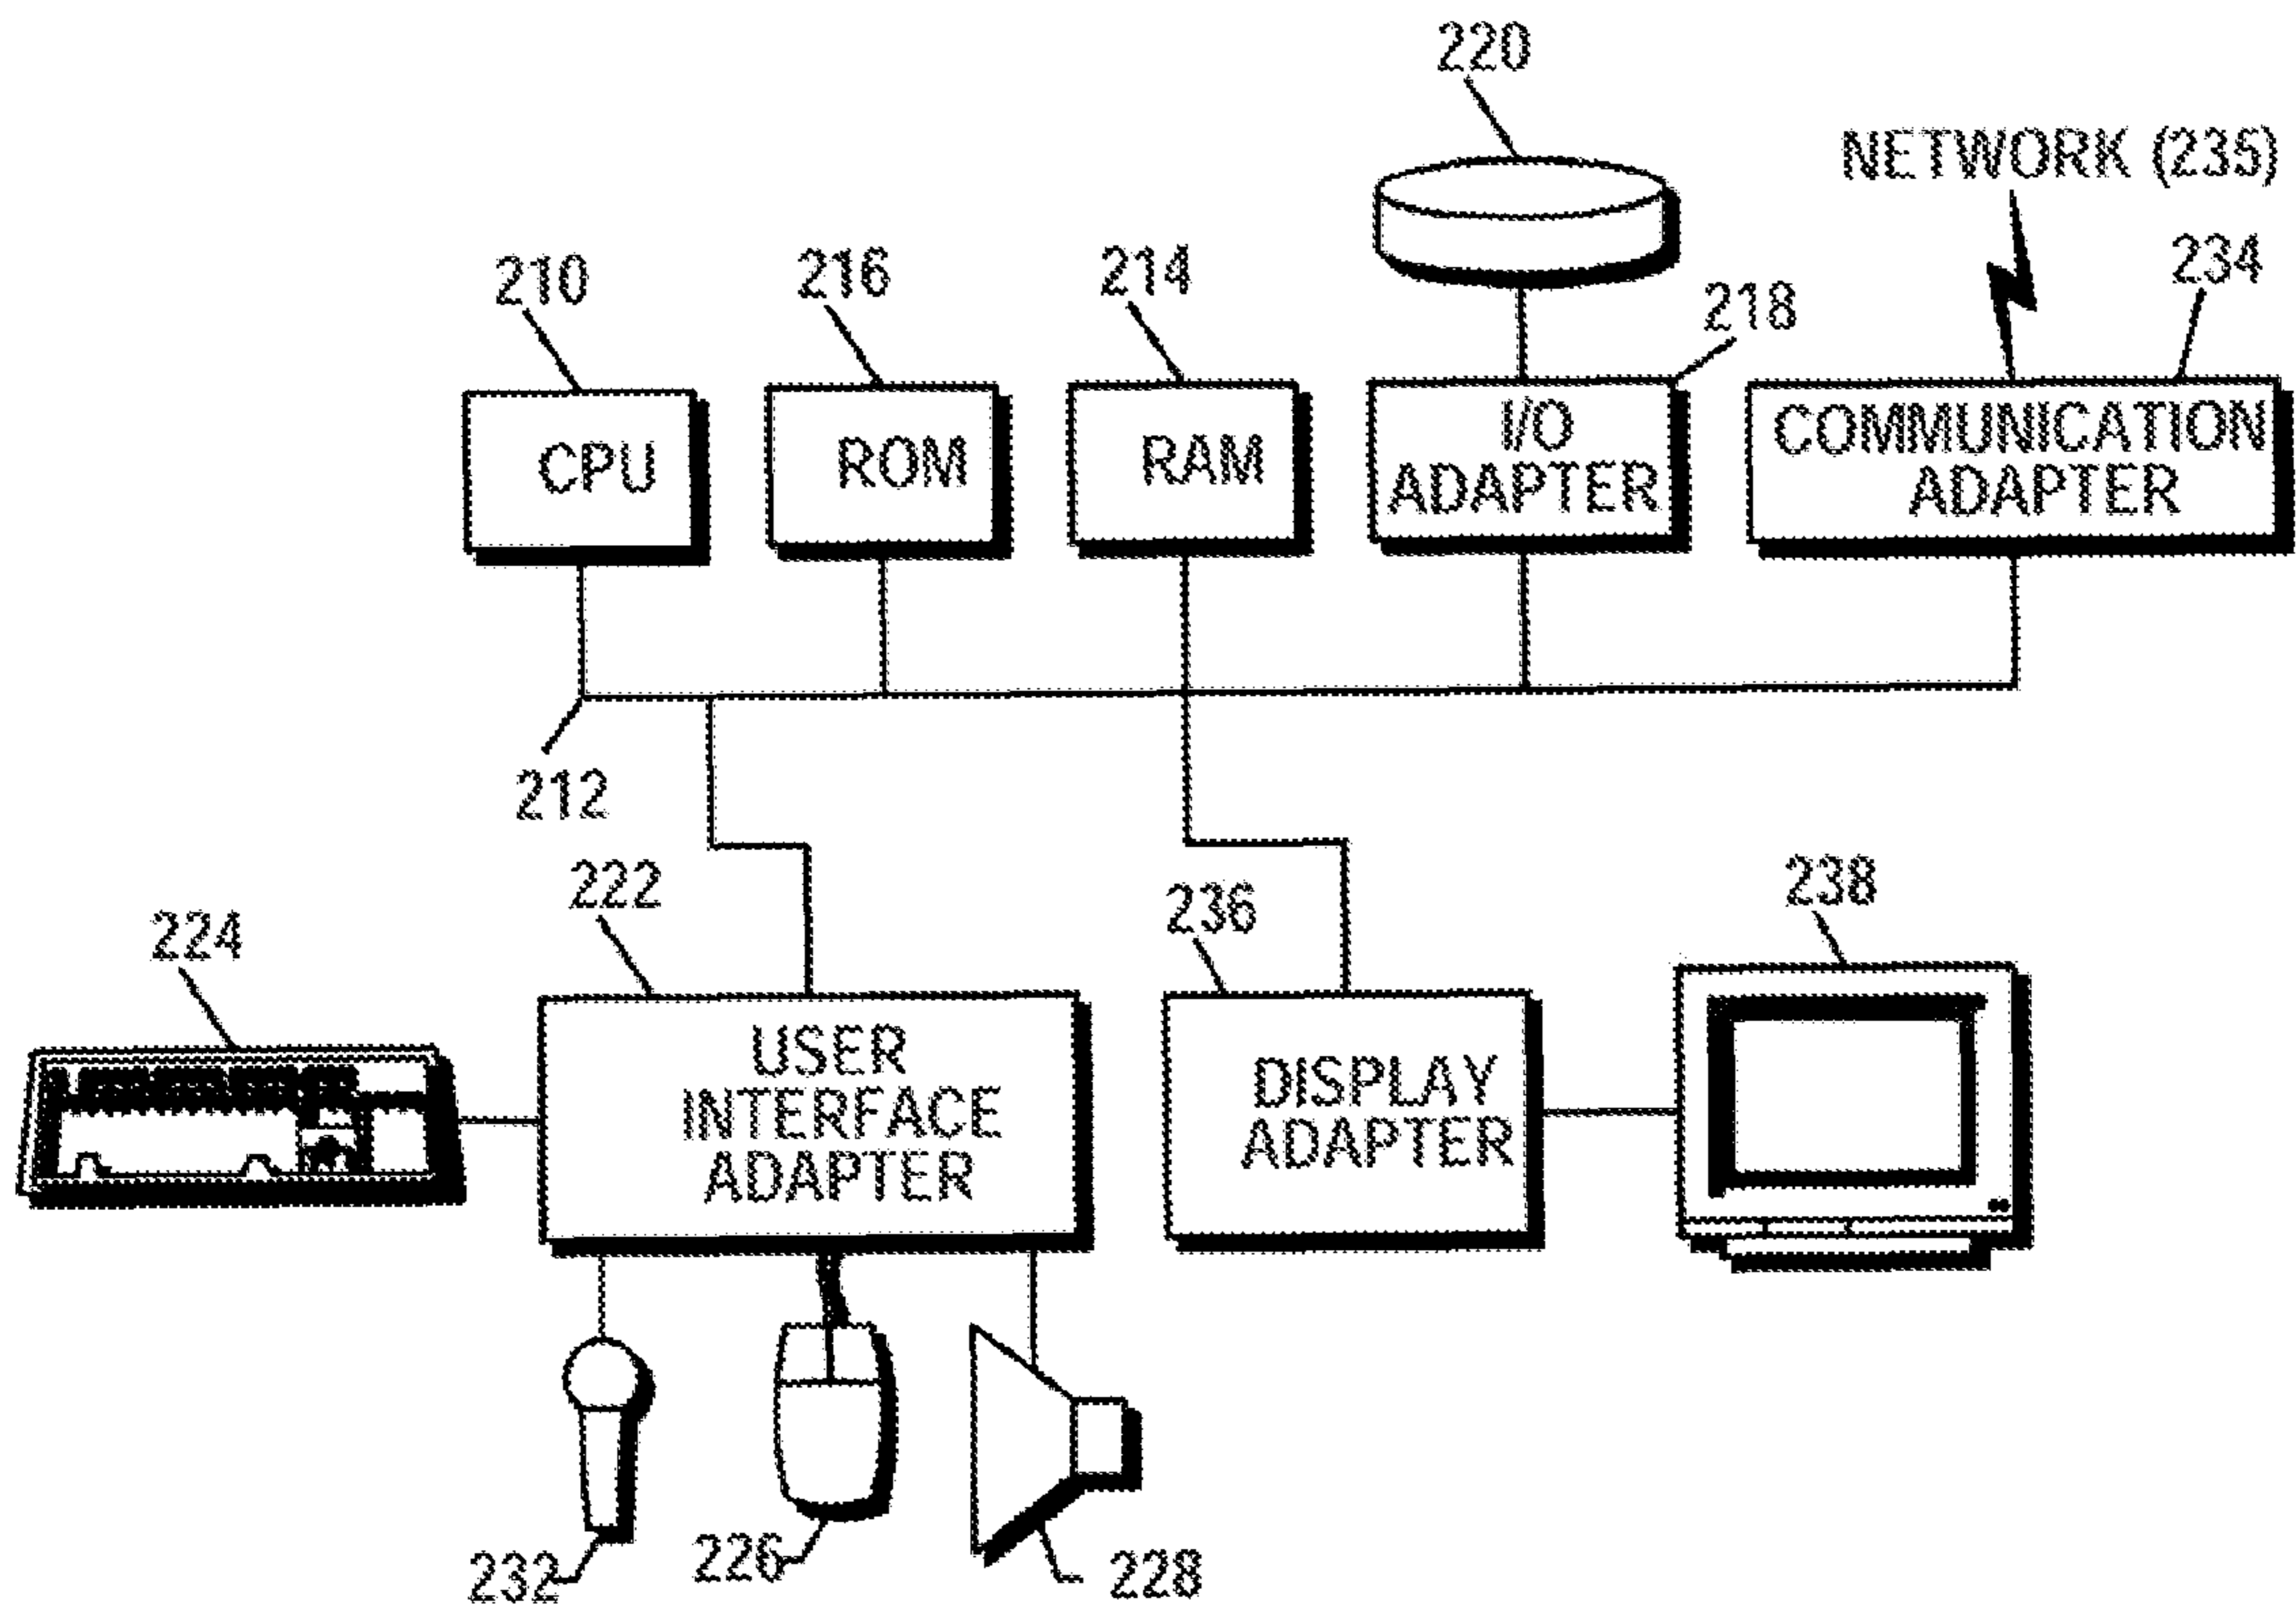 220
NETWORK (235)
210
216
214
218
234
CPU
ROM
RAM
I/O
ADAPTER
COMMUNICATION
ADAPTER
212
222
236
238
224
USER
INTERFACE
ADAPTER
DISPLAY
ADAPTER
232
226
228